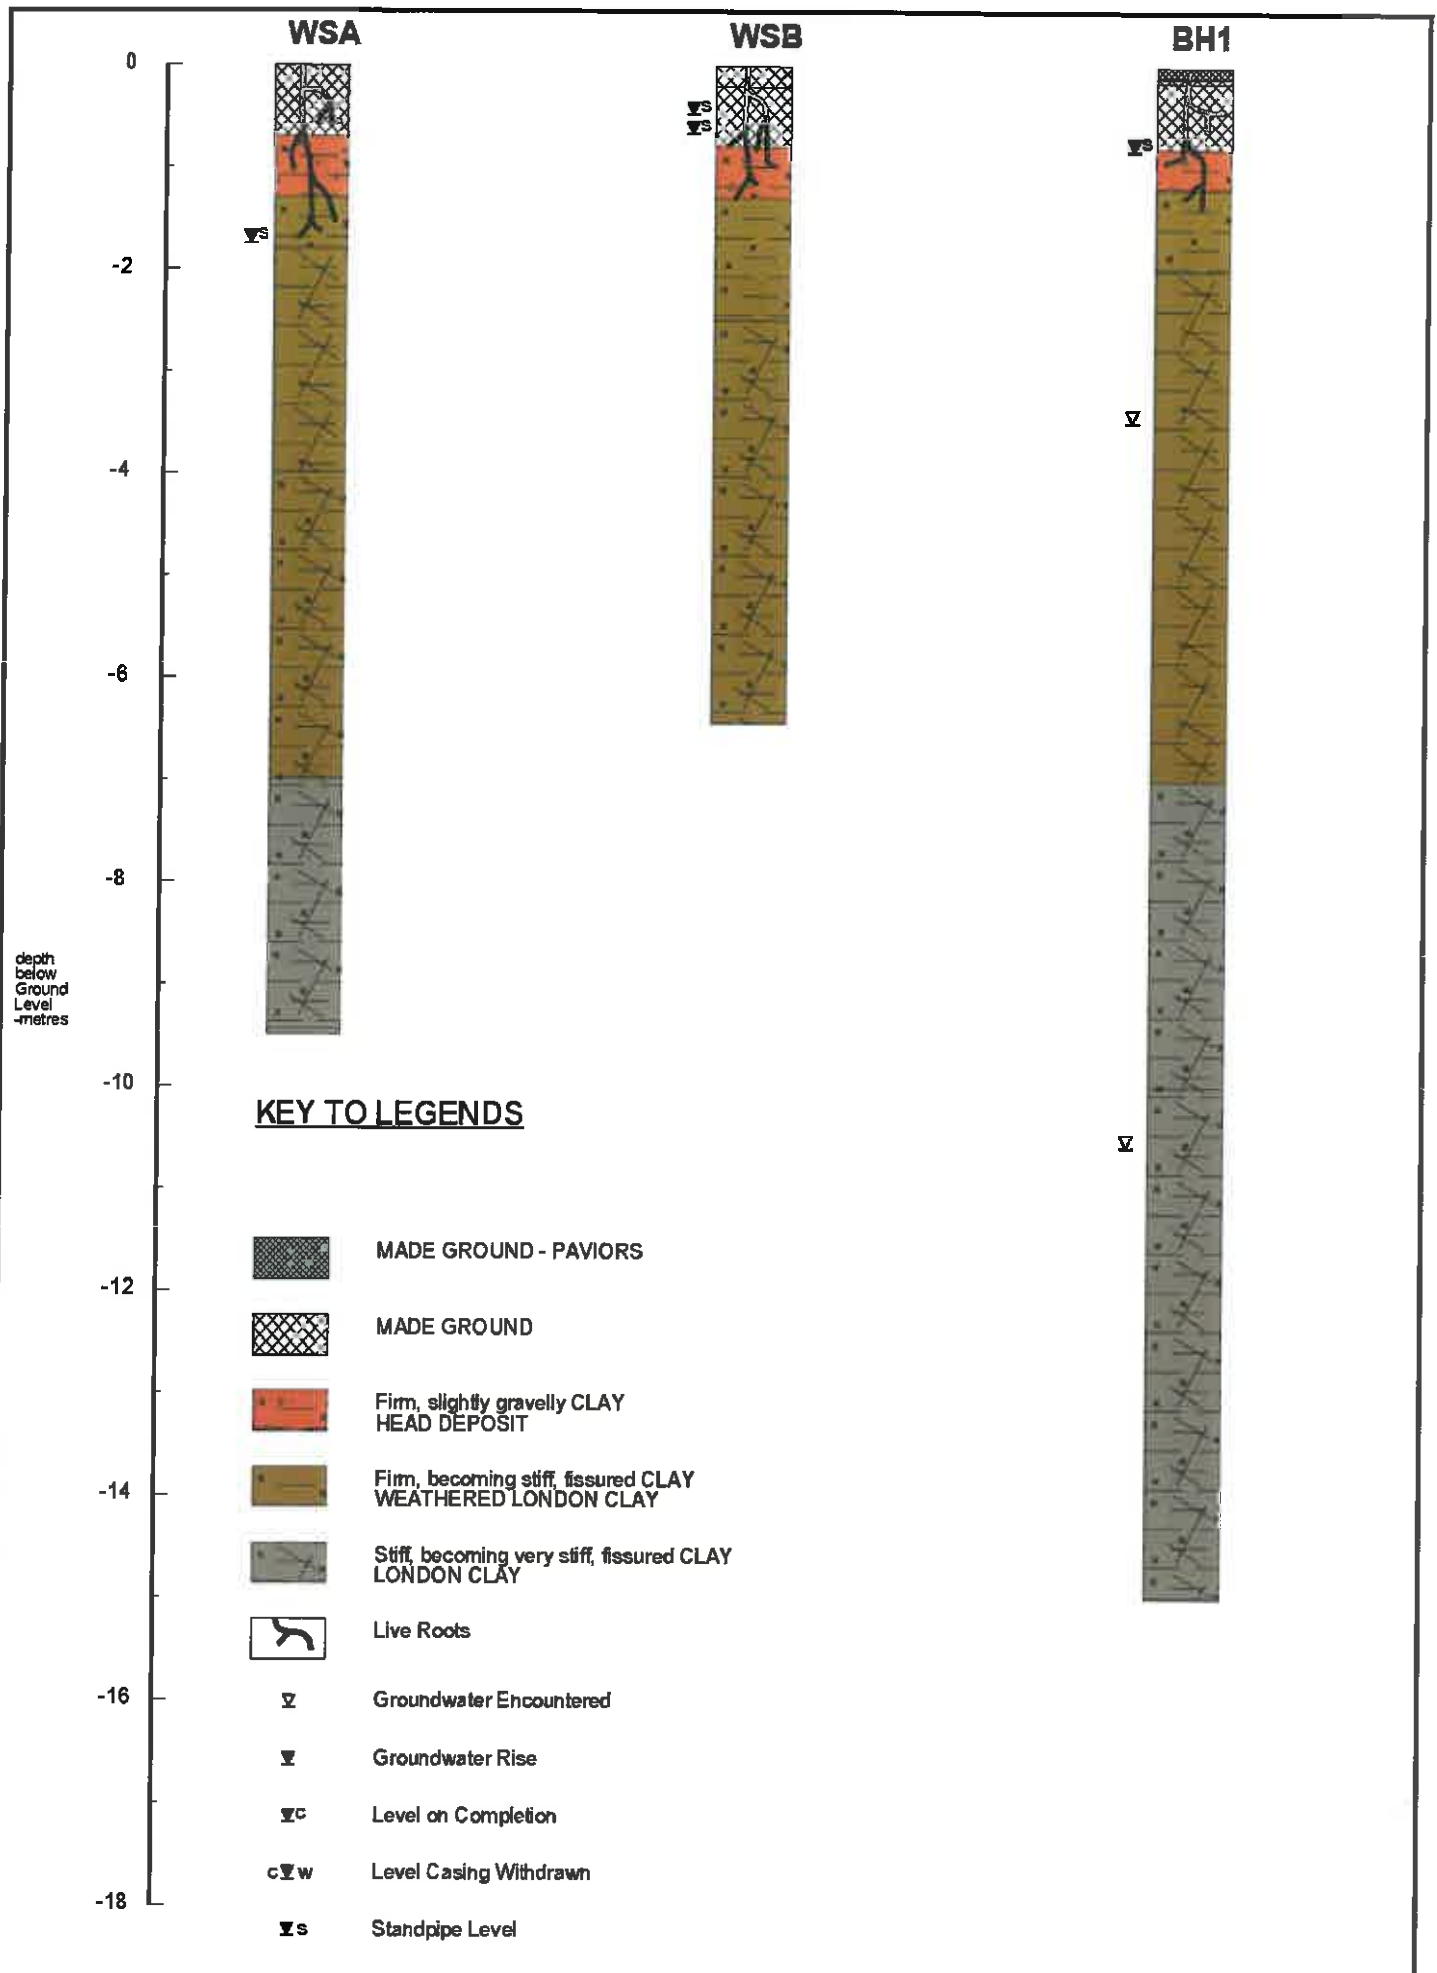 WSA
WSB
BH1
0
S
S
S
S
-2
-4
-6
-8
depth
below
Ground
Level
-metres
-10
KEY TO LEGENDS
MADE GROUND - PAVIORS
-12
MADE GROUND
Firm, slightly gravelly CLAY
HEAD DEPOSIT
Firm, becoming stiff, fissured CLAY
WEATHERED LONDON CLAY
-14
Stiff, becoming very stiff, fissured CLAY
LONDON CLAY
Live Roots
-16
Groundwater Encountered
Groundwater Rise
C
Level on Completion
C W
Level Casing Withdrawn
-18
S
Standpipe Level